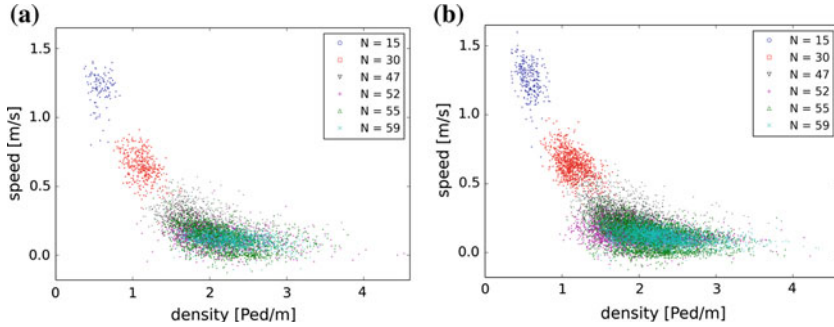 (a)
speed [m/s]
1.5
1.0
0.5
0.0
0
1
2
3
4
density [Ped/m]
N = 15
N = 30
N = 47
N = 52
N = 55
N = 59
(b)
speed [m/s]
1.5
1.0
0.5
0.0
0
1
2
3
4
density [Ped/m]
N = 15
N = 30
N = 47
N = 52
N = 55
N = 59